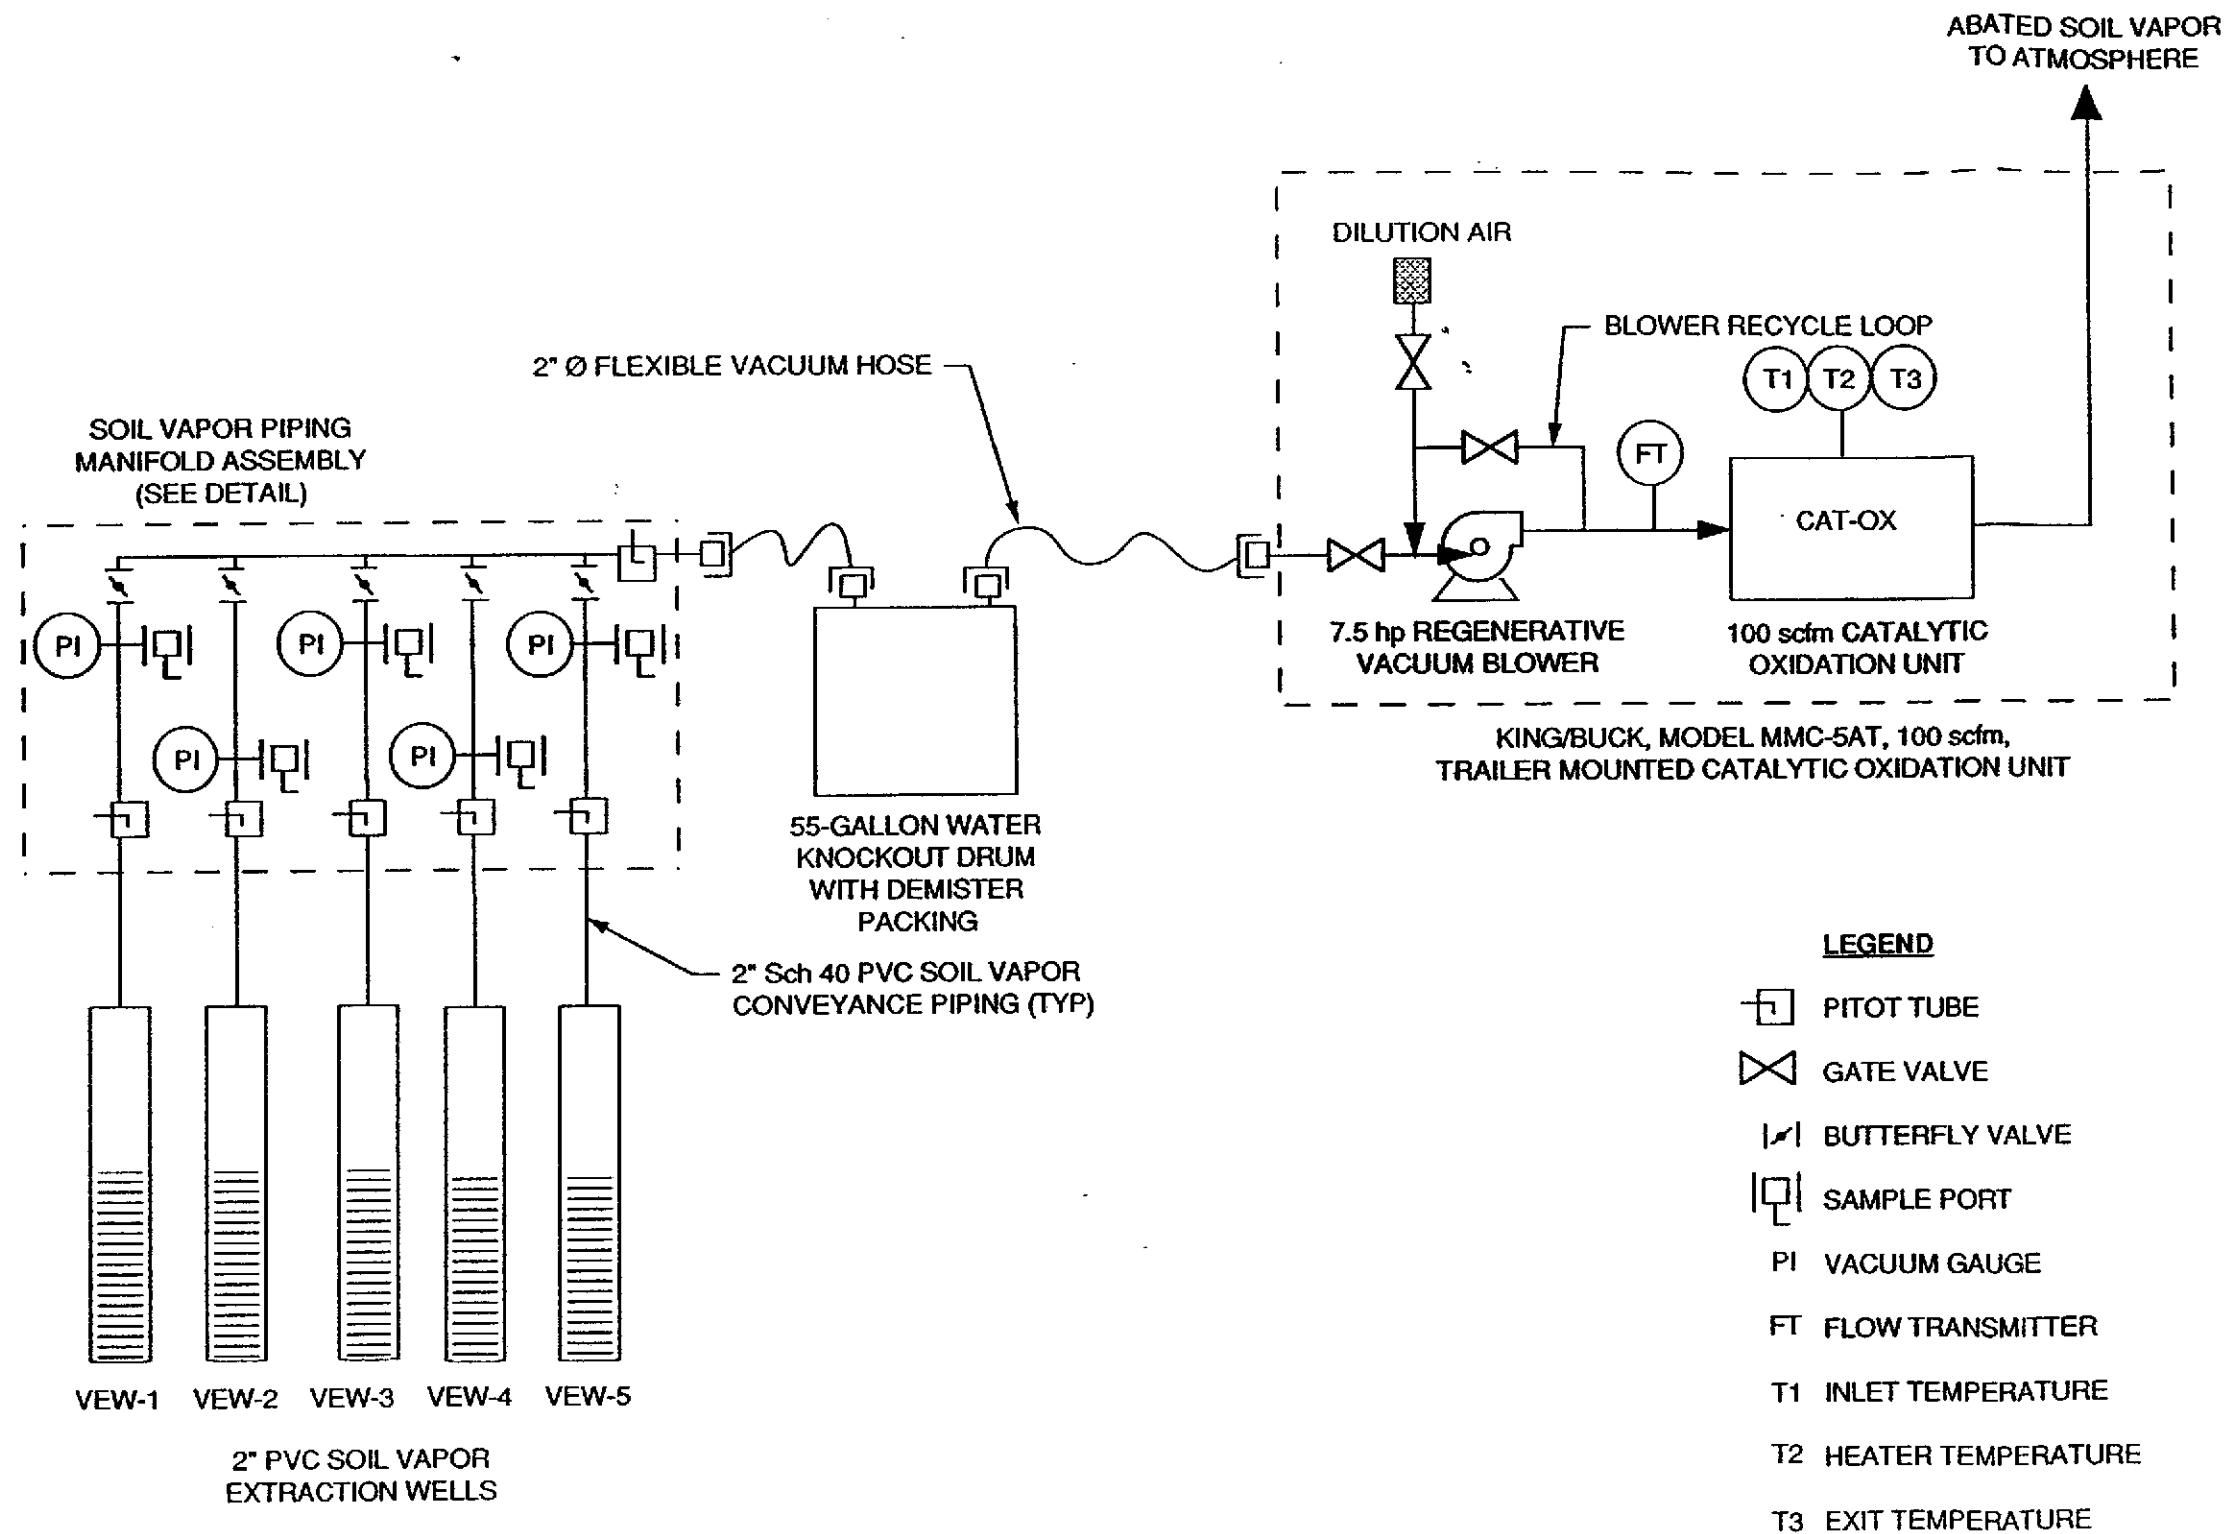 ABATED SOIL VAPOR
TO ATMOSPHERE
DILUTION AIR
BLOWER RECYCLE LOOP
T1 T2 T3
2" Ø FLEXIBLE VACUUM HOSE
FT
SOIL VAPOR PIPING
MANIFOLD ASSEMBLY
(SEE DETAIL)
CAT-OX
PI PI PI
PI PI
7.5 hp REGENERATIVE
VACUUM BLOWER
100 scfm CATALYTIC
OXIDATION UNIT
KING/BUCK, MODEL MMC-5AT, 100 scfm,
TRAILER MOUNTED CATALYTIC OXIDATION UNIT
55-GALLON WATER
KNOCKOUT DRUM
WITH DEMISTER
PACKING
2" Sch 40 PVC SOIL VAPOR
CONVEYANCE PIPING (TYP)
VEW-1 VEW-2 VEW-3 VEW-4 VEW-5
2" PVC SOIL VAPOR
EXTRACTION WELLS
LEGEND
PITOT TUBE
GATE VALVE
BUTTERFLY VALVE
SAMPLE PORT
PI VACUUM GAUGE
FT FLOW TRANSMITTER
T1 INLET TEMPERATURE
T2 HEATER TEMPERATURE
T3 EXIT TEMPERATURE